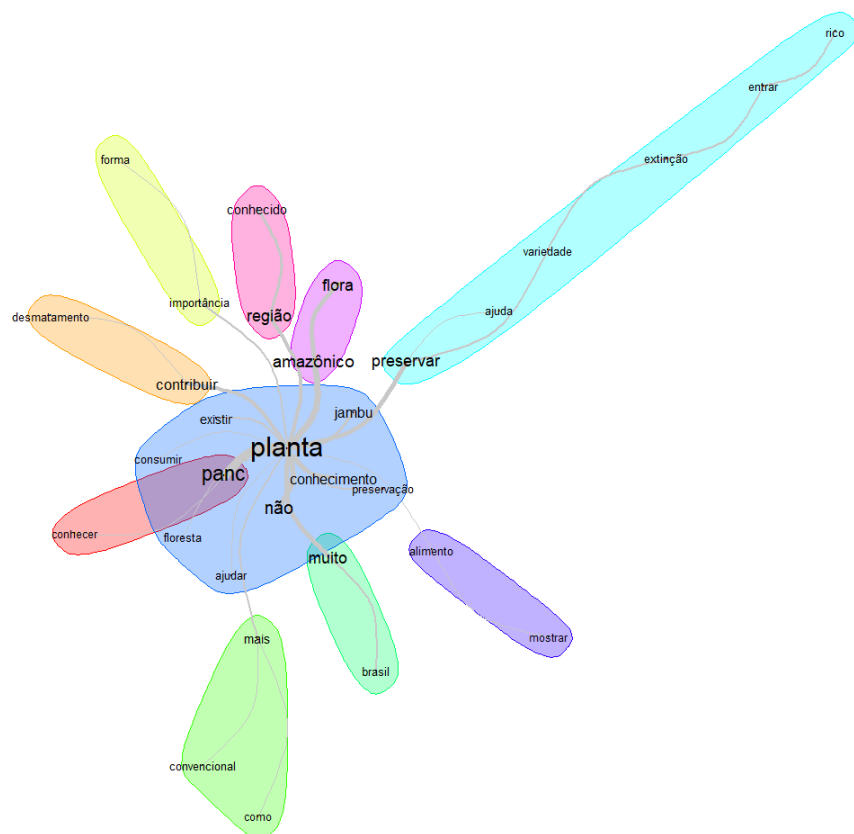 rico
entrar
extinção
forma
conhecido
variedade
flora
importância
ajuda
região
desmatamento
amazônico
preservar
contribuir
jambu
existir
planta
consumir
panc
conhecimento
preservação
não
conhecer
floresta
alimento
muito
ajudar
mais
mostrar
brasil
convencional
como